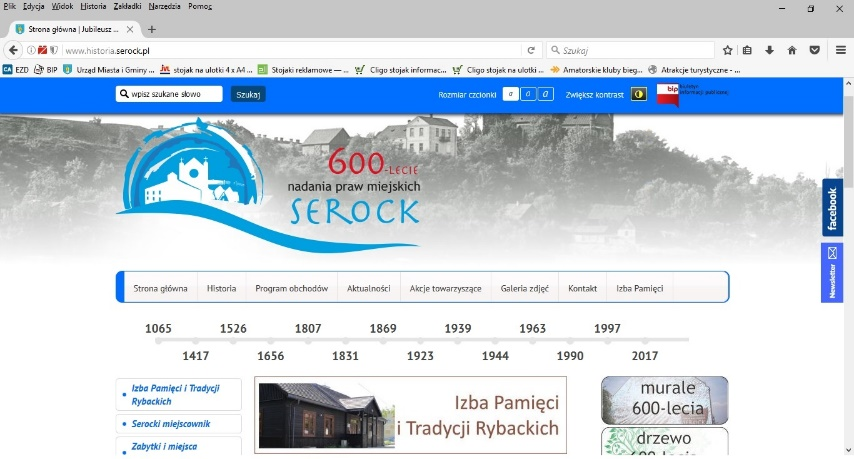 Plik Edycja Widok Historia Zakładki Narzędzia Pomoc
Strona główna | Jubileusz ...
www.historia.serock.pl
Szukaj
EZD BIP Urząd Miasta i Gminy ... stojak na ulotki 4 x A4 ... Stojaki reklamowe — ... Cligo stojak informac... Cligo stojak na ulotki ... Amatorskie kluby bieg... Atrakcje turystyczne - ...
wpisz szukane słowo Szukaj Rozmiar czcionki a a a Zwiększ kontrast bip biuletyn informacji publicznej
600-LECIE
nadania praw miejskich
SEROCK
facebook
Newsletter
Strona główna Historia Program obchodów Aktualności Akcje towarzyszące Galeria zdjęć Kontakt Izba Pamięci
1065 1526 1807 1869 1939 1963 1997
1417 1656 1831 1923 1944 1990 2017
Izba Pamięci i Tradycji
Rybackich
Serocki miejscownik
Zabytki i miejsca
Izba Pamięci
i Tradycji Rybackich
murale
600-lecia
drzewo
600-lecia